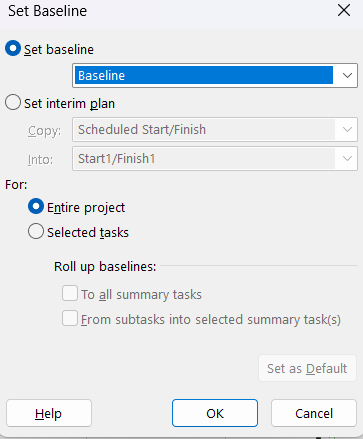 Set Baseline
Set baseline
Baseline
Set interim plan
Copy: Scheduled Start/Finish
Into: Start1/Finish1
For:
Entire project
Selected tasks
Roll up baselines:
To all summary tasks
From subtasks into selected summary task(s)
Set as Default
Help OK Cancel